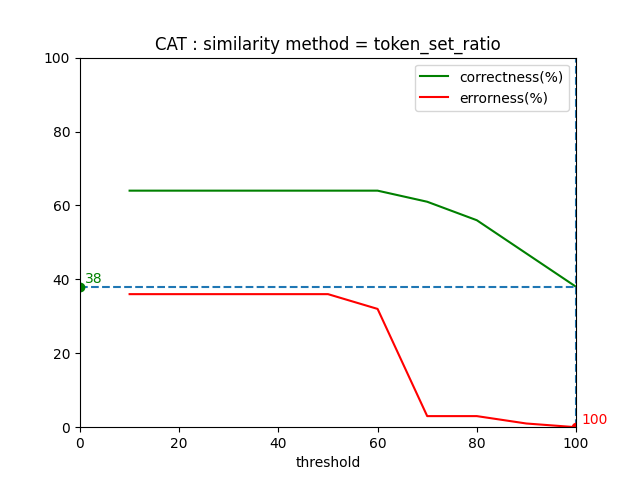 CAT : similarity method = token_set_ratio
correctness(%)
errorness(%)
100
80
60
40
20
0
38
100
0 20 40 60 80 100
threshold